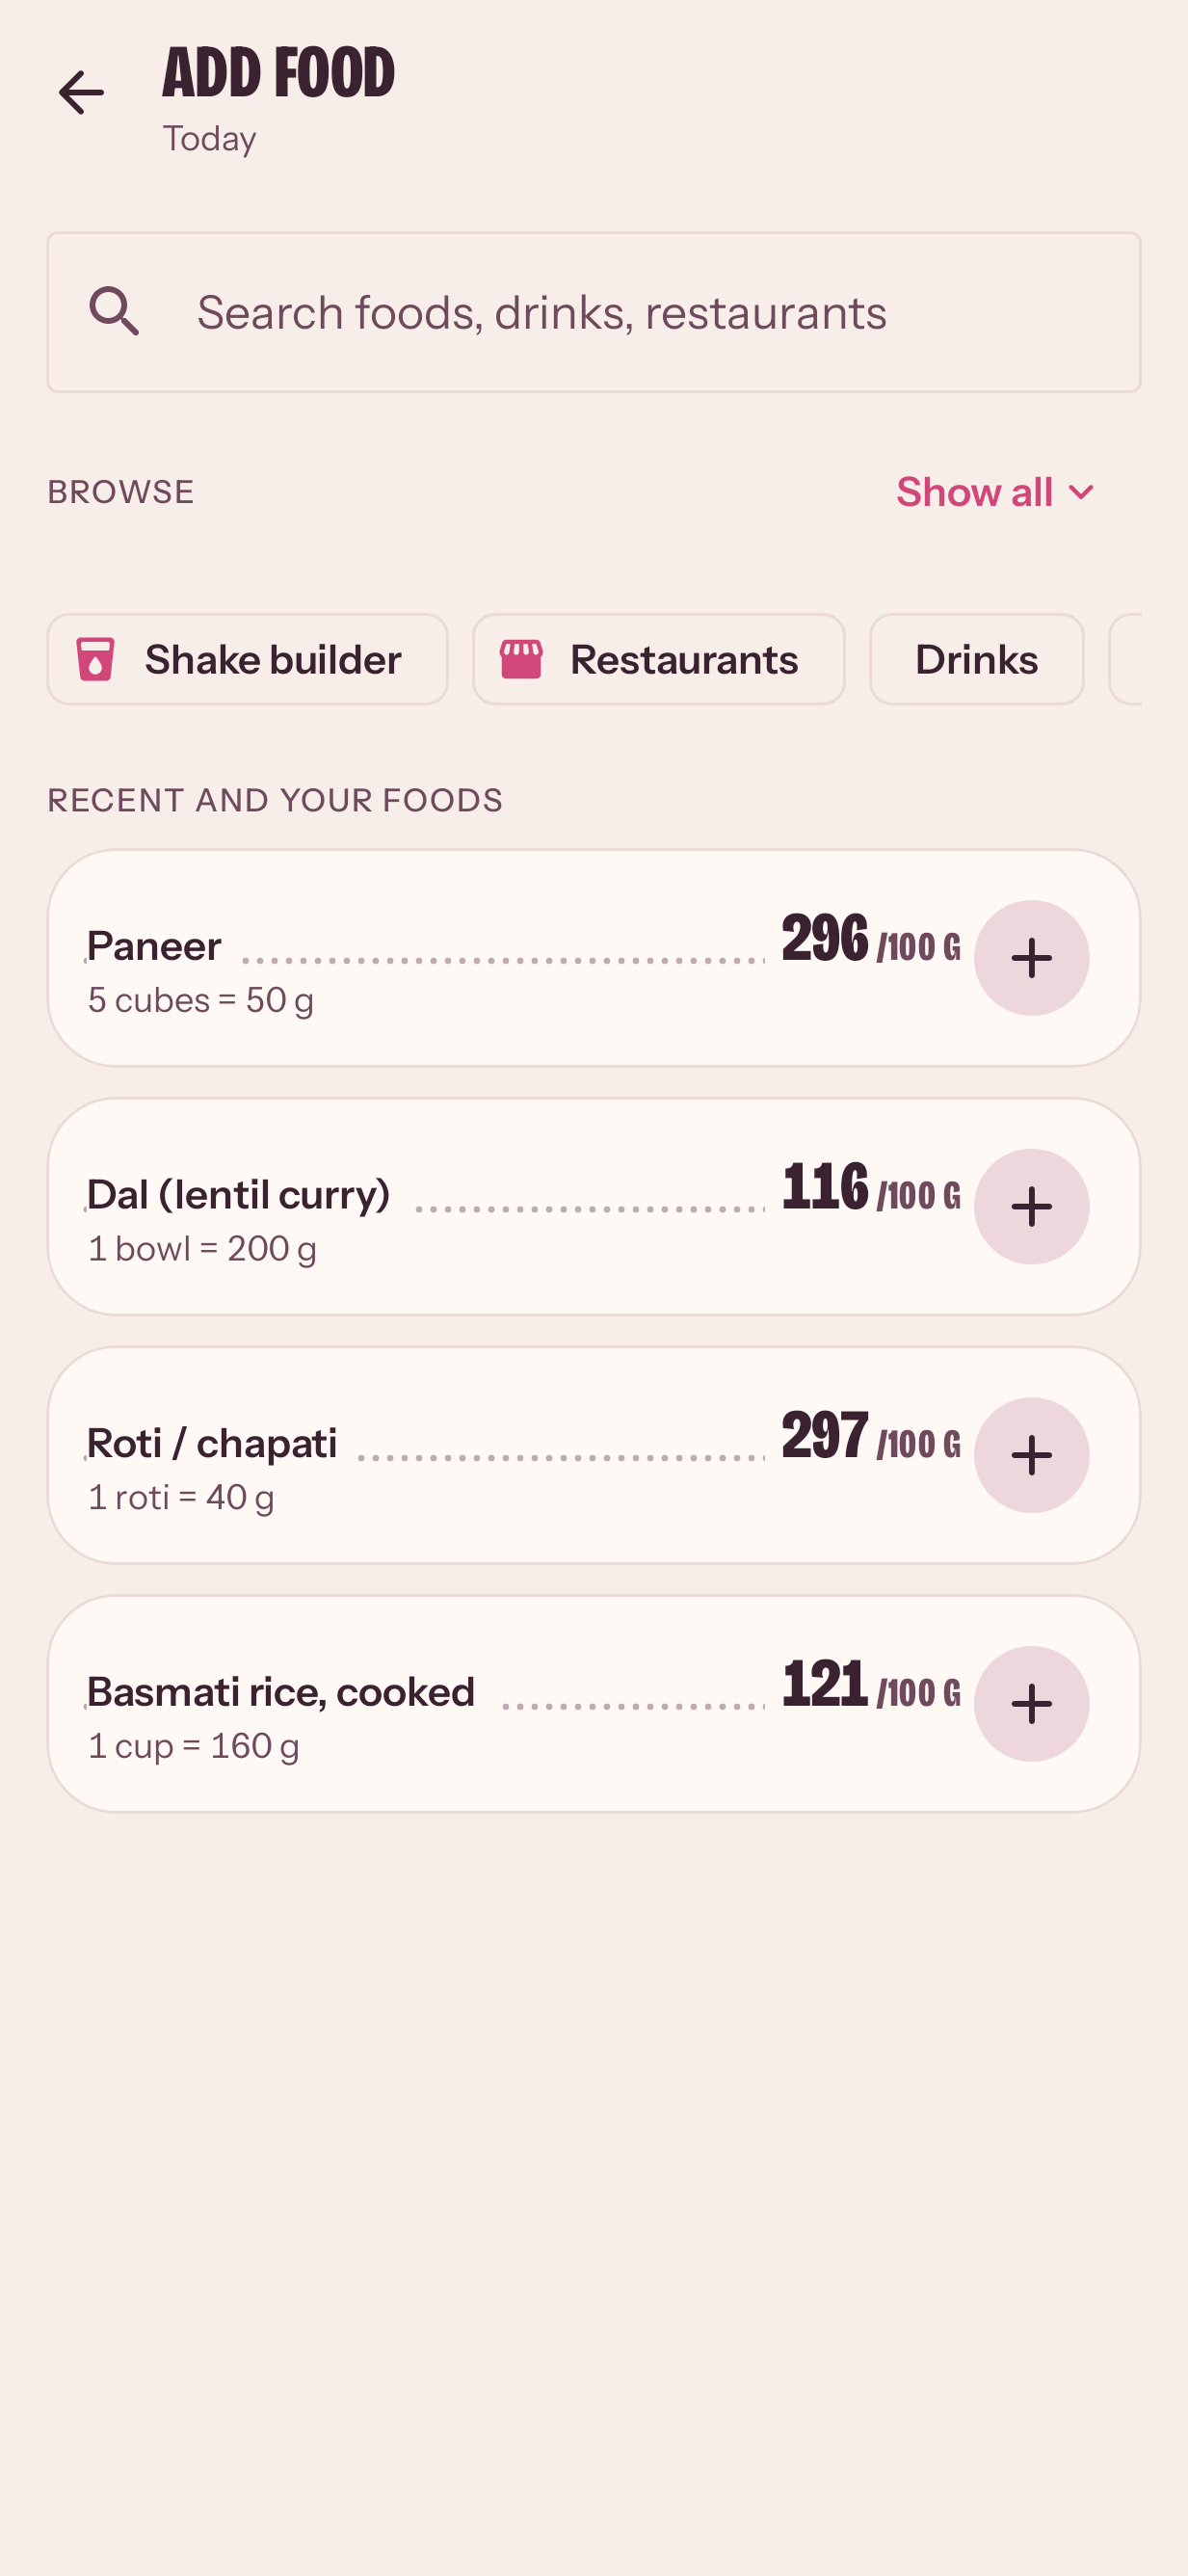 ADD FOOD
Today
Search foods, drinks, restaurants
BROWSE
Show all
Shake builder
Restaurants
Drinks
RECENT AND YOUR FOODS
Paneer 296 /100 G
5 cubes = 50 g
Dal (lentil curry) 116 /100 G
1 bowl = 200 g
Roti / chapati 297 /100 G
1 roti = 40 g
Basmati rice, cooked 121 /100 G
1 cup = 160 g